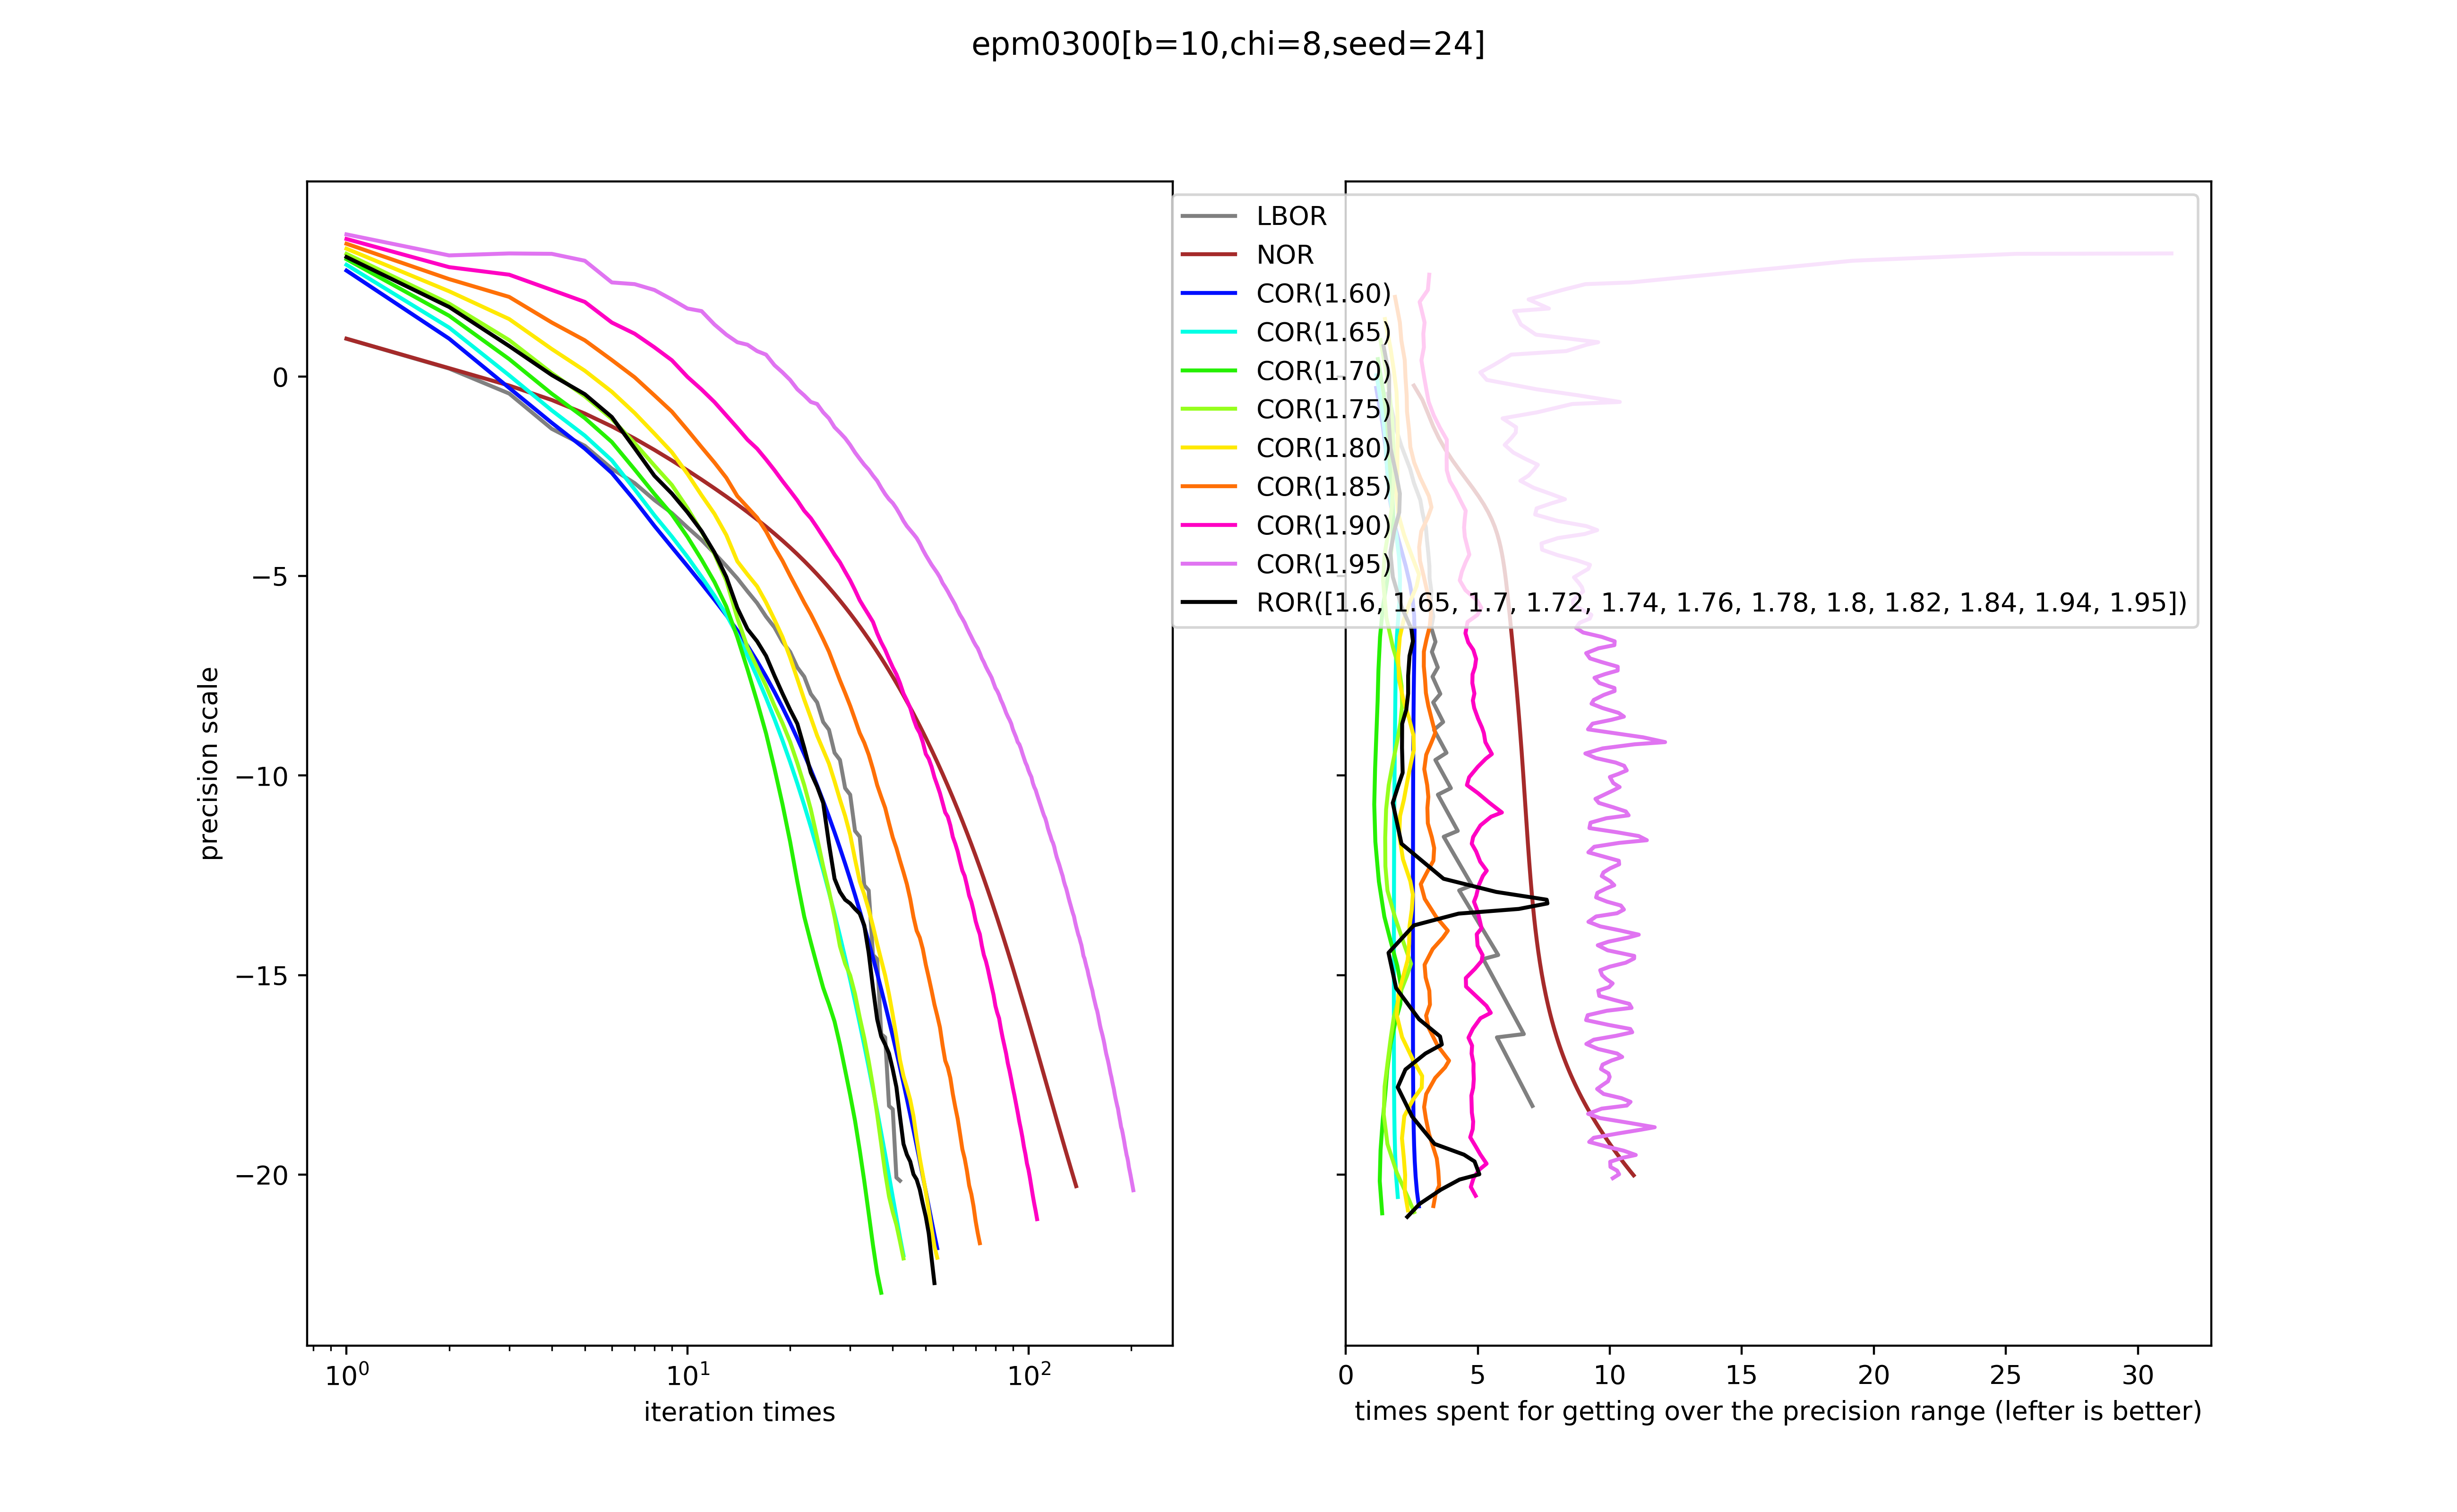 epm0300[b=10,chi=8,seed=24]
LBOR
NOR
COR(1.60)
COR(1.65)
COR(1.70)
COR(1.75)
COR(1.80)
COR(1.85)
COR(1.90)
COR(1.95)
ROR([1.6, 1.65, 1.7, 1.72, 1.74, 1.76, 1.78, 1.8, 1.82, 1.84, 1.94, 1.95])
precision scale
0
−5
−10
−15
−20
10⁰ 10¹ 10²
iteration times
0 5 10 15 20 25 30
times spent for getting over the precision range (lefter is better)